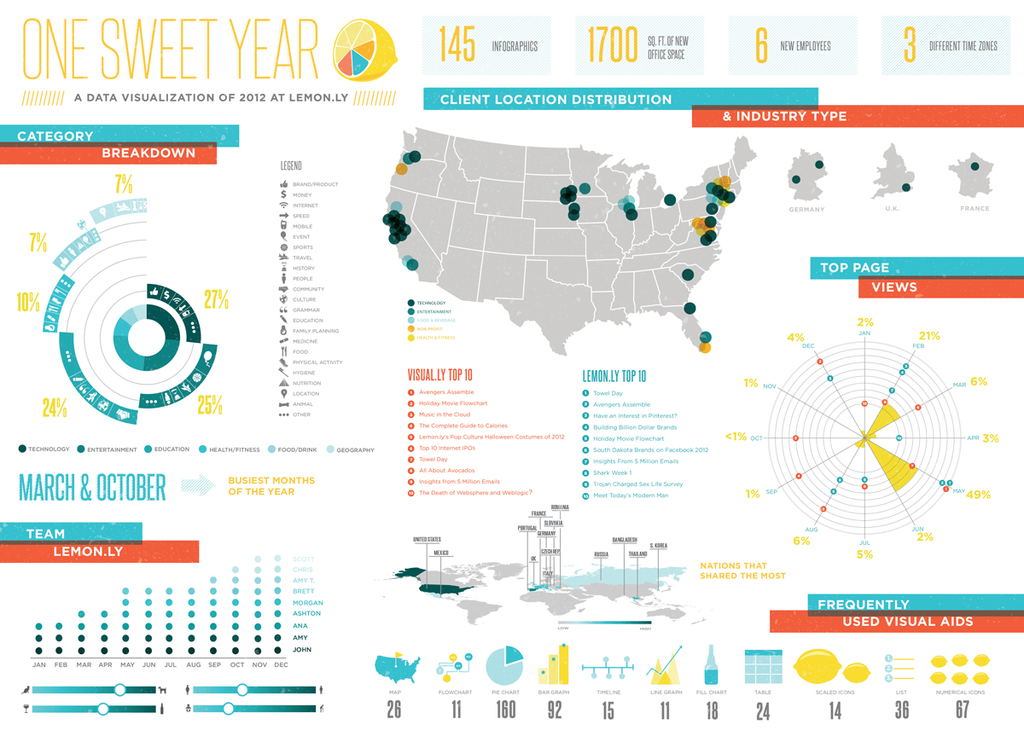 ONE SWEET YEAR
A DATA VISUALIZATION OF 2012 AT LEMON.LY
145 INFOGRAPHICS
1700 SQ. FT. OF NEW
OFFICE SPACE
6 NEW EMPLOYEES
3 DIFFERENT TIME ZONES
CATEGORY
BREAKDOWN
7%
7%
10%
27%
24%
25%
LEGEND
BRAND/PRODUCT
MONEY
INTERNET
SPEED
MOBILE
EVENT
SPORTS
TRAVEL
HISTORY
PEOPLE
COMMUNITY
CULTURE
GRAMMAR
EDUCATION
FAMILY PLANNING
MEDICINE
FOOD
PHYSICAL ACTIVITY
HYGIENE
NUTRITION
LOCATION
ANIMAL
OTHER
TECHNOLOGY
ENTERTAINMENT
EDUCATION
HEALTH/FITNESS
FOOD/DRINK
GEOGRAPHY
MARCH & OCTOBER
BUSIEST MONTHS
OF THE YEAR
TEAM
LEMON.LY
SCOTT
CHRIS
AMY T.
BRETT
MORGAN
ASHTON
ANA
AMY
JOHN
JAN FEB MAR APR MAY JUN JUL AUG SEP OCT NOV DEC
CLIENT LOCATION DISTRIBUTION
& INDUSTRY TYPE
TECHNOLOGY
ENTERTAINMENT
FOOD & BEVERAGE
NON-PROFIT
HEALTH & FITNESS
GERMANY
U.K.
FRANCE
VISUAL.LY TOP 10
1 Avengers Assemble
2 Holiday Movie Flowchart
3 Music in the Cloud
4 The Complete Guide to Calories
5 Lemon.ly's Pop Culture Halloween Costumes of 2012
6 Top 10 Internet IPOs
7 Towel Day
8 All About Avocados
9 Insights from 5 Million Emails
10 The Death of Websphere and Weblogic?
LEMON.LY TOP 10
1 Towel Day
2 Avengers Assemble
3 Have an Interest in Pinterest?
4 Building Billion Dollar Brands
5 Holiday Movie Flowchart
6 South Dakota Brands on Facebook 2012
7 Insights From 5 Million Emails
8 Shark Week 1
9 Trojan Charged Sex Life Survey
10 Meet Today's Modern Man
TOP PAGE
VIEWS
2%
JAN
21%
FEB
MAR 6%
APR 3%
MAY 49%
JUN
2%
JUL
5%
AUG
6%
1% SEP
<1% OCT
1% NOV
4%
DEC
UNITED STATES
MEXICO
PORTUGAL
UK
FRANCE
GERMANY
ITALY
CZECH REP
SLOVAKIA
ROMANIA
RUSSIA
BANGLADESH
THAILAND
S. KOREA
LOW HIGH
NATIONS THAT
SHARED THE MOST
FREQUENTLY
USED VISUAL AIDS
MAP
26
FLOWCHART
11
PIE CHART
160
BAR GRAPH
92
TIMELINE
15
LINE GRAPH
11
FILL CHART
18
TABLE
24
SCALED ICONS
14
LIST
36
NUMERICAL ICONS
67